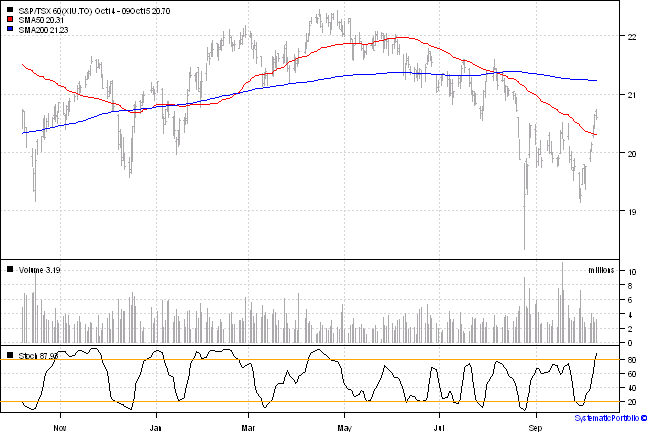 S&P/TSX 60(XIU.TO) Oct14 - 09Oct15 20.70
SMA50 20.31
SMA200 21.23
22
21
20
19
Volume 3.19
millions
10
8
6
4
2
0
Stoch 87.93
80
60
40
20
Nov Jan Mar May Jul Sep
SystematicPortfolio ©